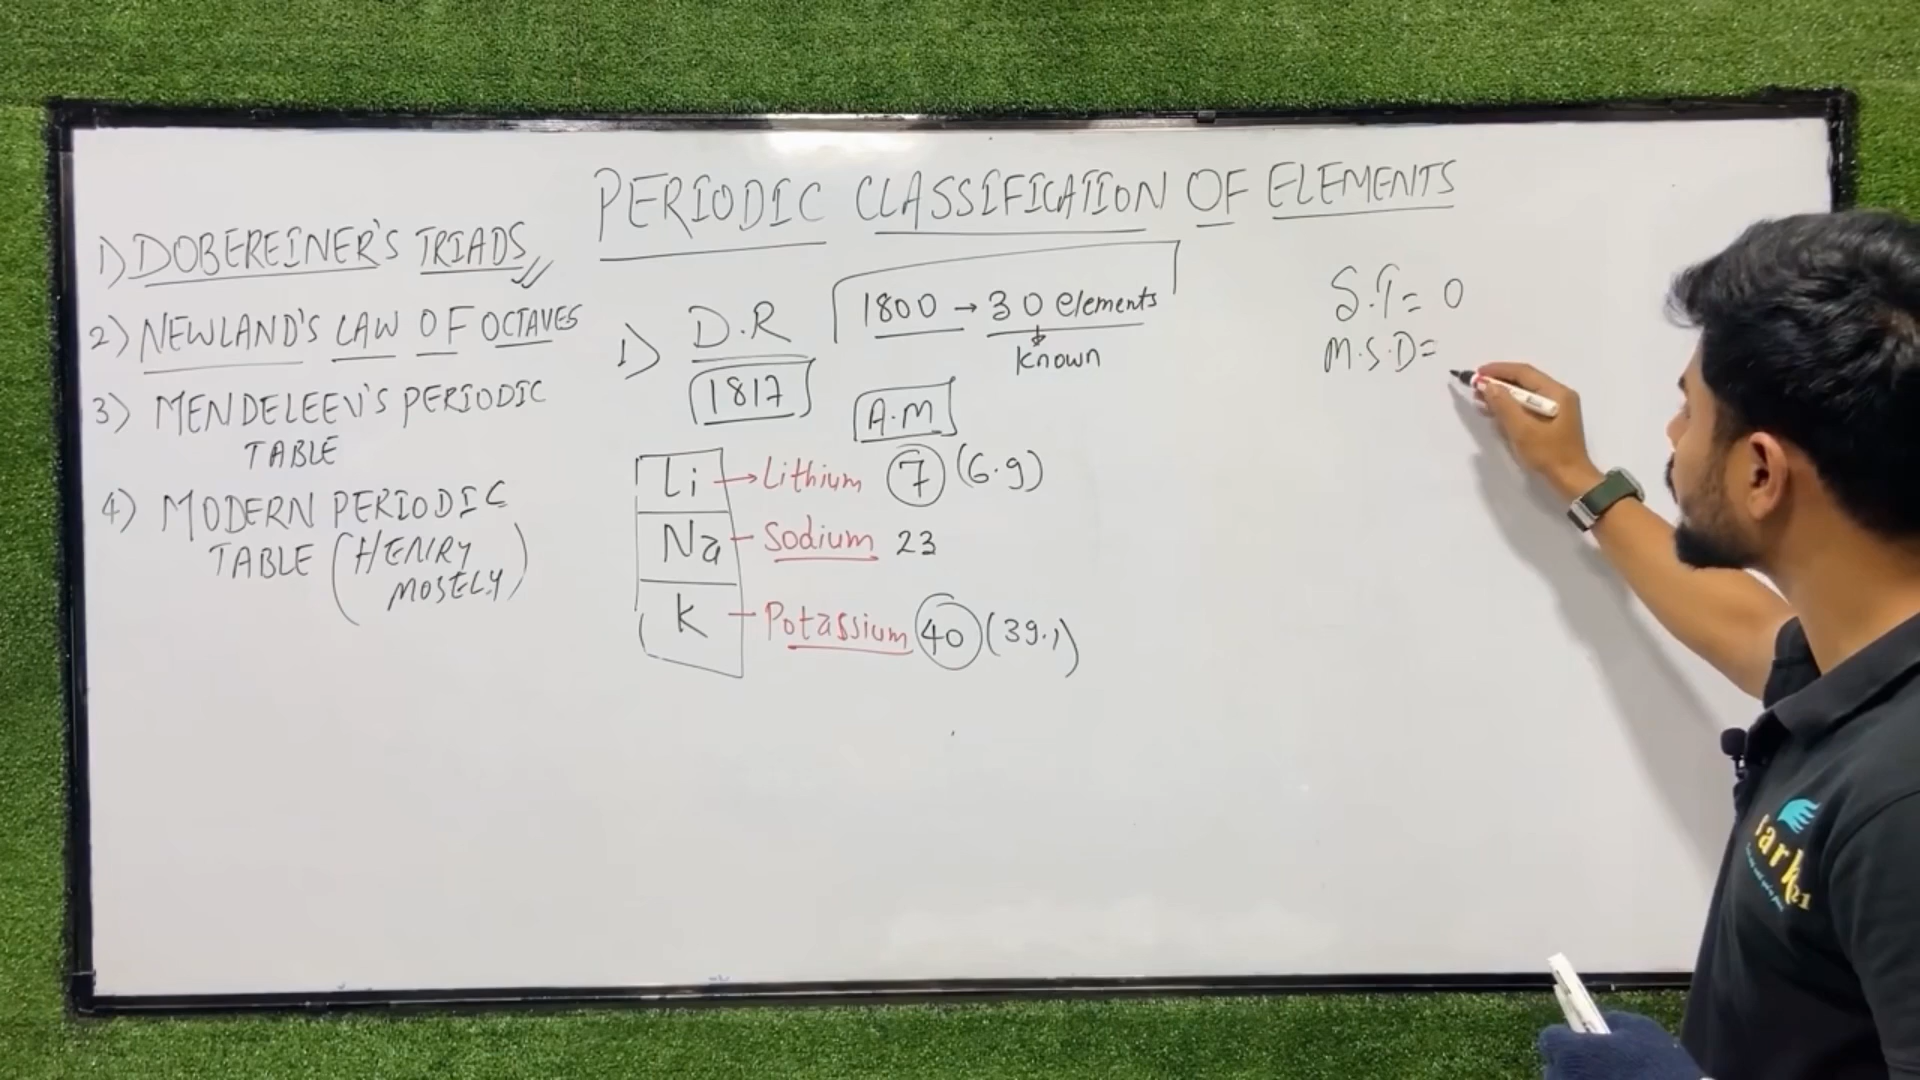 PERIODIC CLASSIFICATION OF ELEMENTS
1) DOBEREINER'S TRIADS
2) NEWLAND'S LAW OF OCTAVES
3) MENDELEEV'S PERIODIC
TABLE
4) MODERN PERIODIC
TABLE (HENRY
MOSELY)
1) D.R
1817
1800 → 30 elements
known
A.M
Li → Lithium 7 (6.9)
Na - Sodium 23
K - Potassium 40 (39.1)
= 0
M.S.D=